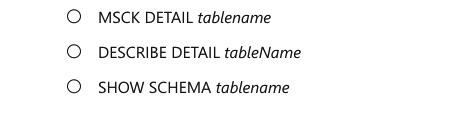 MSCK DETAIL tablename
DESCRIBE DETAIL tableName
SHOW SCHEMA tablename